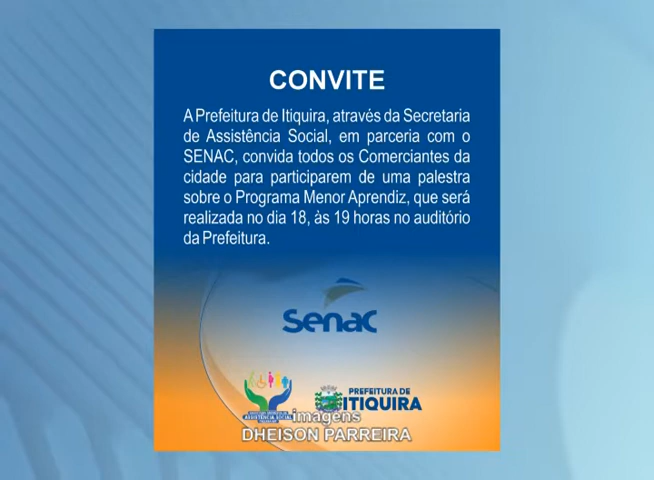 CONVITE
A Prefeitura de Itiquira, através da Secretaria
de Assistência Social, em parceria com o
SENAC, convida todos os Comerciantes da
cidade para participarem de uma palestra
sobre o Programa Menor Aprendiz, que será
realizada no dia 18, às 19 horas no auditório
da Prefeitura.
Senac
PREFEITURA DE
ITIQUIRA
ASSISTÊNCIA SOCIAL
imagens
DHEISON PARREIRA